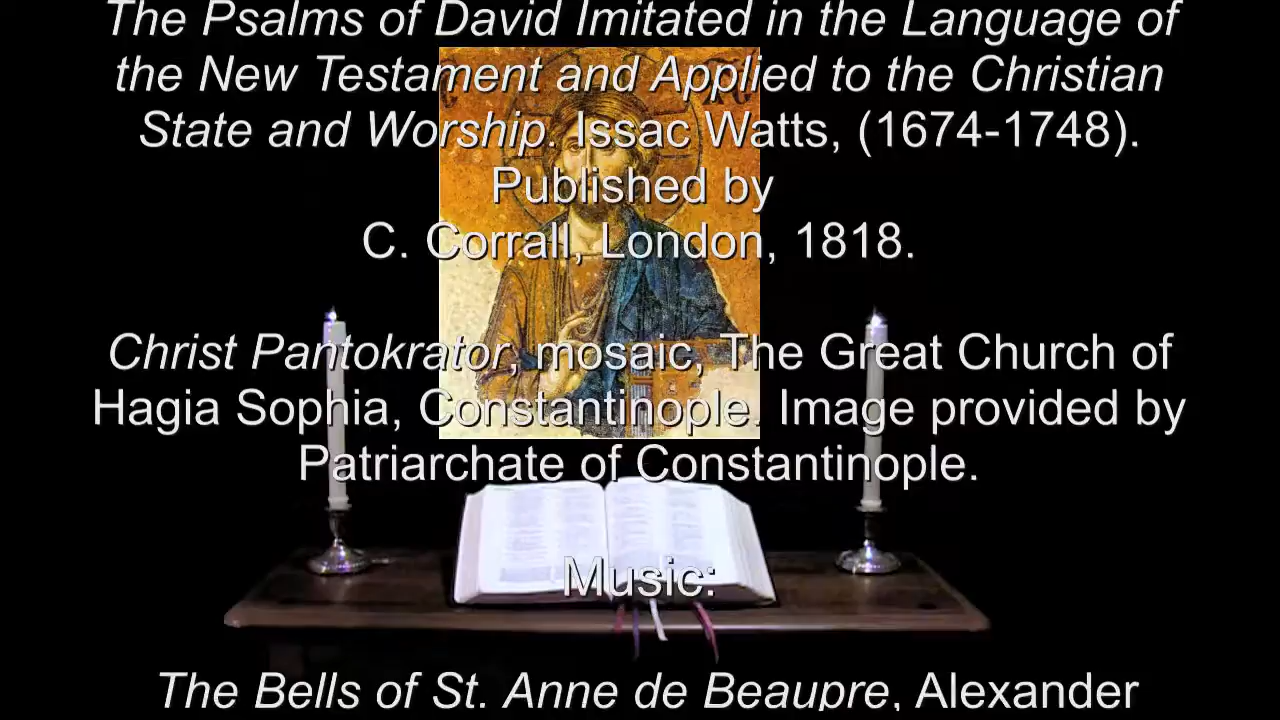 The Psalms of David Imitated in the Language of
the New Testament and Applied to the Christian
State and Worship. Issac Watts, (1674-1748).
Published by
C. Corrall, London, 1818.
Christ Pantokrator, mosaic, The Great Church of
Hagia Sophia, Constantinople. Image provided by
Patriarchate of Constantinople.
Music:
The Bells of St. Anne de Beaupre, Alexander